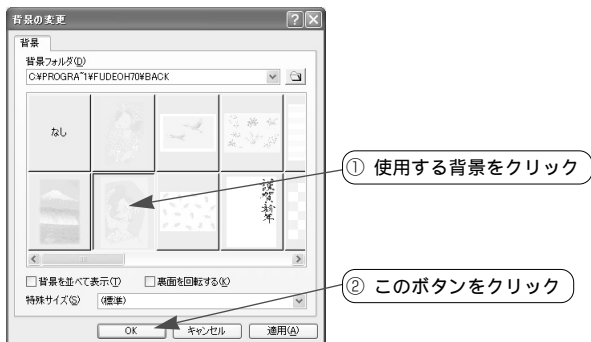 背景の変更
背景
背景フォルダ(D)
C:¥PROGRA~1¥FUDEOH70¥BACK
なし
謹賀新年
① 使用する背景をクリック
□背景を並べて表示(T) □裏面を回転する(K)
特殊サイズ(S) (標準)
② このボタンをクリック
OK キャンセル 適用(A)